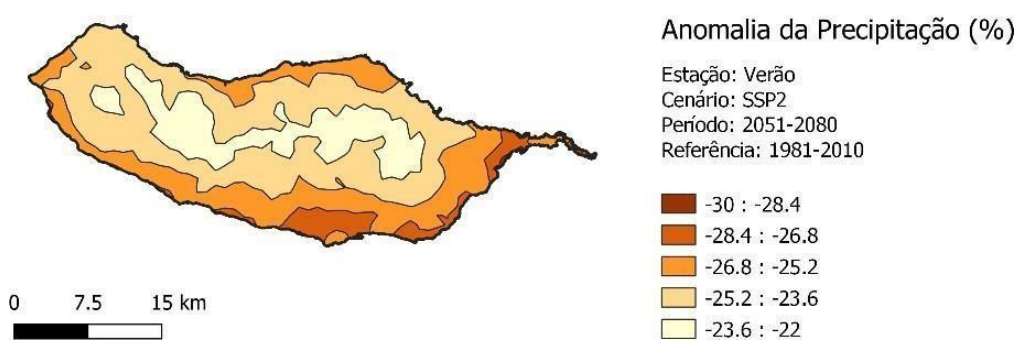 Anomalia da Precipitação (%)
Estação: Verão
Cenário: SSP2
Período: 2051-2080
Referência: 1981-2010
-30 : -28.4
-28.4 : -26.8
-26.8 : -25.2
-25.2 : -23.6
-23.6 : -22
0 7.5 15 km